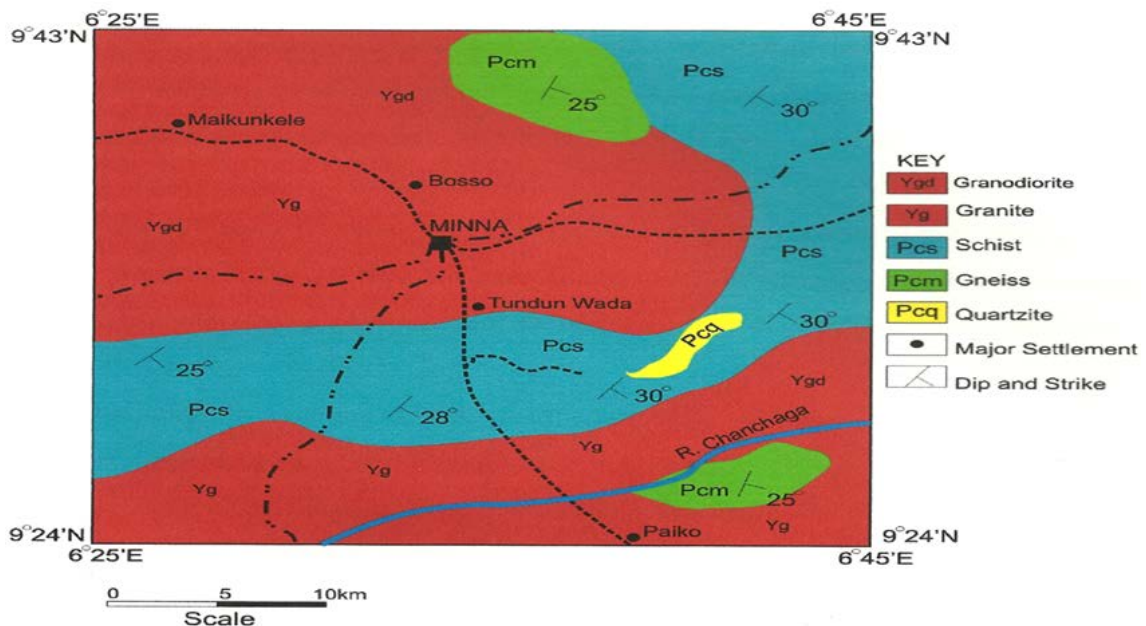 6°25'E
6°45'E
9°43'N
9°43'N
Pcm
Pcs
25°
30°
Ygd
Maikunkele
KEY
Ygd Granodiorite
Yg Granite
Pcs Schist
Pcm Gneiss
Pcq Quartzite
Major Settlement
Dip and Strike
Bosso
Yg
Ygd
MINNA
Pcs
Tundun Wada
30°
Pcq
Pcs
25°
Ygd
30°
28°
Pcs
R. Chanchaga
Yg
Yg
Yg
Pcm
25°
Yg
Paiko
9°24'N
9°24'N
6°25'E
6°45'E
0 5 10km
Scale